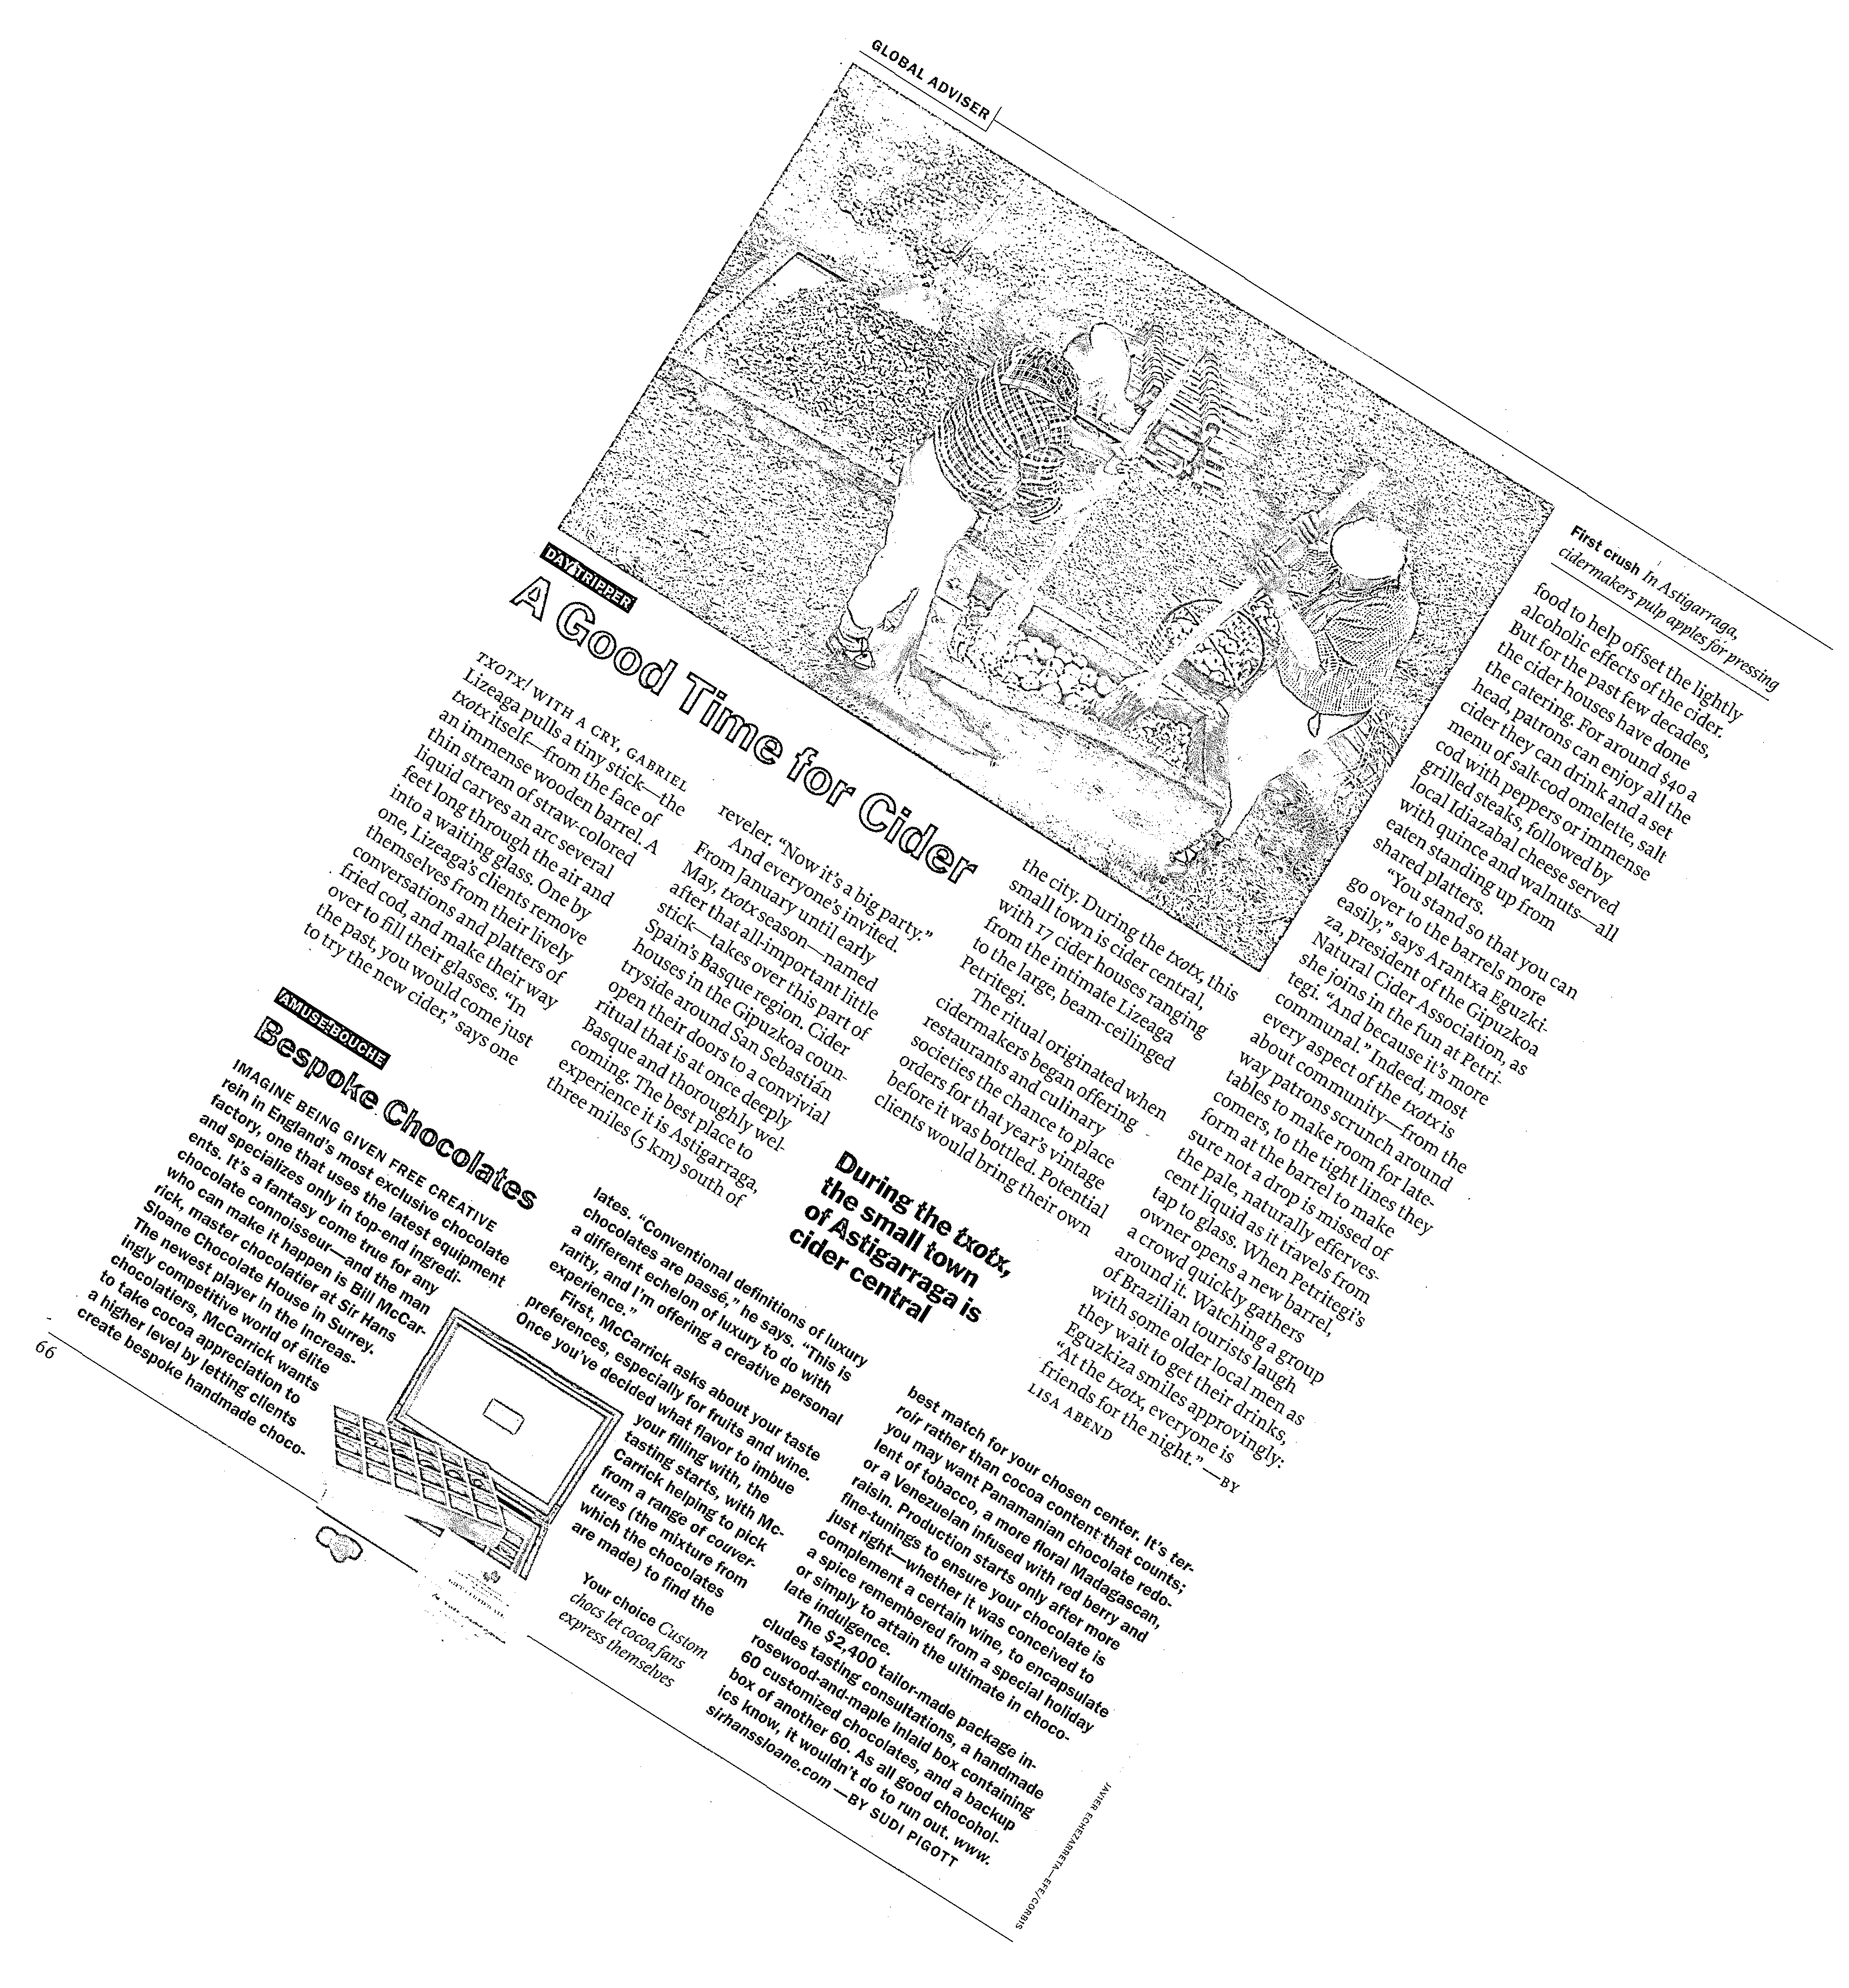 GLOBAL ADVISER
First crush In Astigarraga,
cidermakers pulp apples for pressing
DAY TRIPPER
A Good Time for Cider
TXOTX! WITH A CRY, GABRIEL
Lizeaga pulls a tiny stick—the
txotx itself—from the face of
an immense wooden barrel. A
thin stream of straw-colored
liquid carves an arc several
feet long through the air and
into a waiting glass. One by
one, Lizeaga's clients remove
themselves from their lively
conversations and platters of
fried cod, and make their way
over to fill their glasses. “In
the past, you would come just
to try the new cider,” says one
reveler. “Now it's a big party.”
And everyone's invited.
From January until early
May, txotx season—named
after that all-important little
stick—takes over this part of
Spain's Basque region. Cider
houses in the Gipuzkoa coun-
tryside around San Sebastián
open their doors to a convivial
ritual that is at once deeply
Basque and thoroughly wel-
coming. The best place to
experience it is Astigarraga,
three miles (5 km) south of
the city. During the txotx, this
small town is cider central,
with 17 cider houses ranging
from the intimate Lizeaga
to the large, beam-ceilinged
Petritegi.
The ritual originated when
cidermakers began offering
restaurants and culinary
societies the chance to place
orders for that year's vintage
before it was bottled. Potential
clients would bring their own
During the txotx,
the small town
of Astigarraga is
cider central
food to help offset the lightly
alcoholic effects of the cider.
But for the past few decades,
the cider houses have done
the catering. For around $40 a
head, patrons can enjoy all the
cider they can drink and a set
menu of salt-cod omelette, salt
cod with peppers or immense
grilled steaks, followed by
local Idiazabal cheese served
with quince and walnuts—all
eaten standing up from
shared platters.
“You stand so that you can
go over to the barrels more
easily,” says Arantxa Eguzki-
za, president of the Gipuzkoa
Natural Cider Association, as
she joins in the fun at Petri-
tegi. “And because it's more
communal.” Indeed, most
every aspect of the txotx is
about community—from the
way patrons scrunch around
tables to make room for late-
comers, to the tight lines they
form at the barrel to make
sure not a drop is missed of
the pale, naturally efferves-
cent liquid as it travels from
tap to glass. When Petritegi's
owner opens a new barrel,
a crowd quickly gathers
around it. Watching a group
of Brazilian tourists laugh
with some older local men as
they wait to get their drinks,
Eguzkiza smiles approvingly:
“At the txotx, everyone is
friends for the night.” —BY
LISA ABEND
AMUSE-BOUCHE
Bespoke Chocolates
IMAGINE BEING GIVEN FREE CREATIVE
rein in England's most exclusive chocolate
factory, one that uses the latest equipment
and specializes only in top-end ingredi-
ents. It's a fantasy come true for any
chocolate connoisseur—and the man
who can make it happen is Bill McCar-
rick, master chocolatier at Sir Hans
Sloane Chocolate House in Surrey.
The newest player in the increas-
ingly competitive world of élite
chocolatiers, McCarrick wants
to take cocoa appreciation to
a higher level by letting clients
create bespoke handmade choco-
lates. “Conventional definitions of luxury
chocolates are passé,” he says. “This is
a different echelon of luxury to do with
rarity, and I'm offering a creative personal
experience.”
First, McCarrick asks about your taste
preferences, especially for fruits and wine.
Once you've decided what flavor to imbue
your filling with, the
tasting starts, with Mc-
Carrick helping to pick
from a range of couver-
tures (the mixture from
which the chocolates
are made) to find the
Your choice Custom
chocs let cocoa fans
express themselves
best match for your chosen center. It's ter-
roir rather than cocoa content that counts;
you may want Panamanian chocolate redo-
lent of tobacco, a more floral Madagascan,
or a Venezuelan infused with red berry and
raisin. Production starts only after more
fine-tunings to ensure your chocolate is
just right—whether it was conceived to
complement a certain wine, to encapsulate
a spice remembered from a special holiday
or simply to attain the ultimate in choco-
late indulgence.
The $2,400 tailor-made package in-
cludes tasting consultations, a handmade
rosewood-and-maple inlaid box containing
60 customized chocolates, and a backup
box of another 60. As all good chocohol-
ics know, it wouldn't do to run out. www.
sirhanssloane.com —BY SUDI PIGOTT
66
JAVIER ECHEZARRETA—EFE/CORBIS